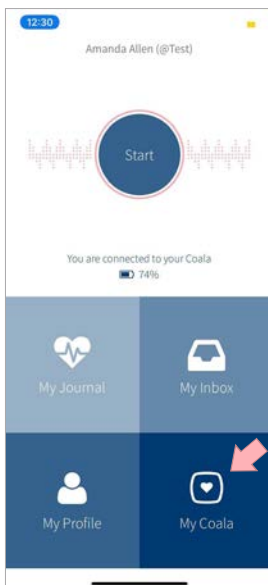 12:30
Amanda Allen (@Test)
Start
You are connected to your Coala
74%
My Journal
My Inbox
My Profile
My Coala